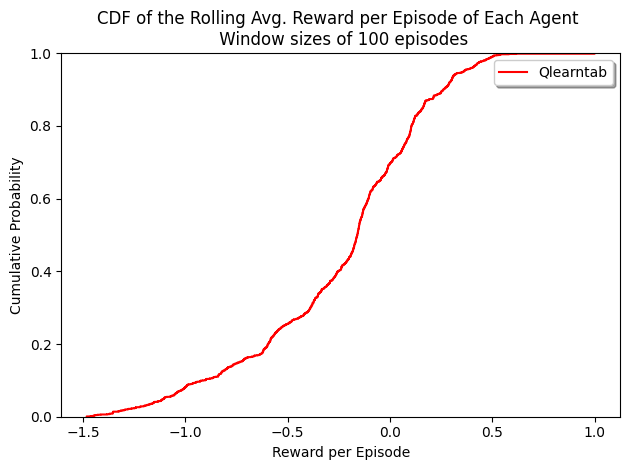 CDF of the Rolling Avg. Reward per Episode of Each Agent
Window sizes of 100 episodes
Qlearntab
Cumulative Probability
1.0
0.8
0.6
0.4
0.2
0.0
−1.5
−1.0
−0.5
0.0
0.5
1.0
Reward per Episode